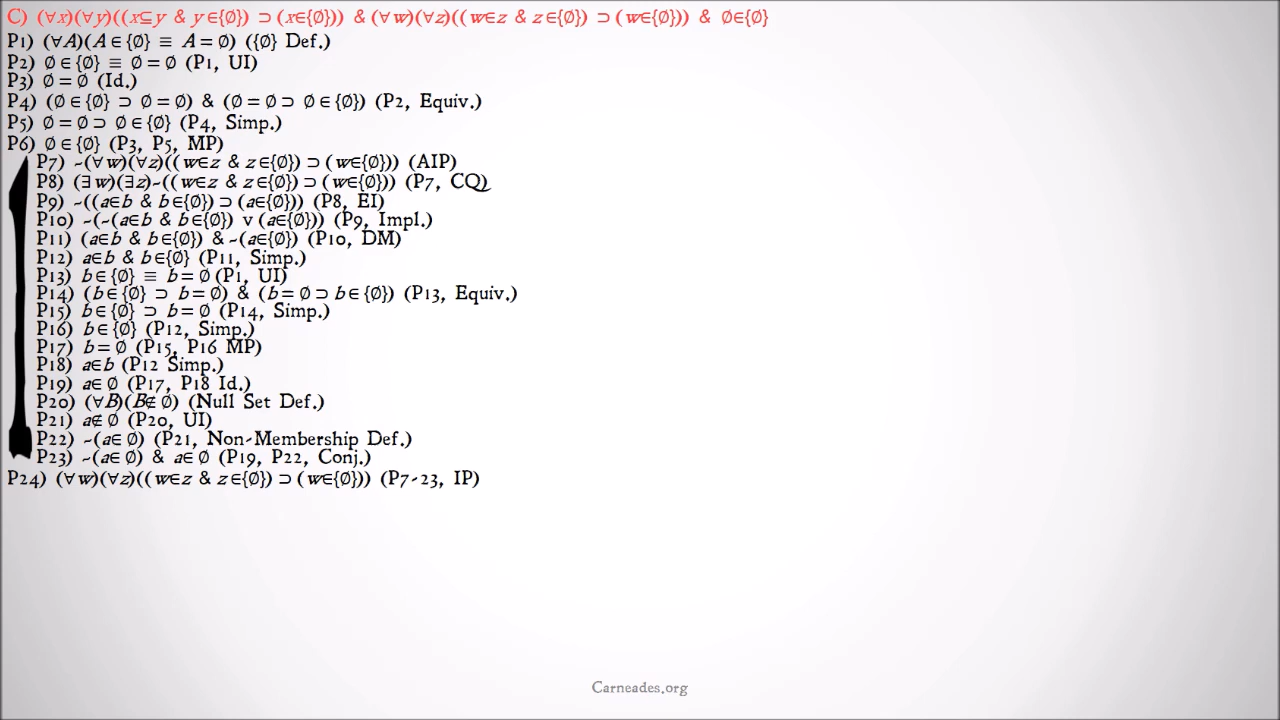 C) (∀x)(∀y)((x⊆y & y∈{∅}) ⊃ (x∈{∅})) & (∀w)(∀z)((w∈z & z∈{∅}) ⊃ (w∈{∅})) & ∅∈{∅}
P1) (∀A)(A∈{∅} ≡ A=∅) ({∅} Def.)
P2) ∅∈{∅} ≡ ∅=∅ (P1, UI)
P3) ∅=∅ (Id.)
P4) (∅∈{∅} ⊃ ∅=∅) & (∅=∅⊃ ∅∈{∅}) (P2, Equiv.)
P5) ∅=∅⊃ ∅∈{∅} (P4, Simp.)
P6) ∅∈{∅} (P3, P5, MP)
P7) ~(∀w)(∀z)((w∈z & z∈{∅}) ⊃ (w∈{∅})) (AIP)
P8) (∃w)(∃z)~((w∈z & z∈{∅}) ⊃ (w∈{∅})) (P7, CQ)
P9) ~((a∈b & b∈{∅}) ⊃ (a∈{∅})) (P8, EI)
P10) ~(~(a∈b & b∈{∅}) v (a∈{∅})) (P9, Impl.)
P11) (a∈b & b∈{∅}) & ~(a∈{∅}) (P10, DM)
P12) a∈b & b∈{∅} (P11, Simp.)
P13) b∈{∅} ≡ b=∅ (P1, UI)
P14) (b∈{∅} ⊃ b=∅) & (b=∅⊃ b∈{∅}) (P13, Equiv.)
P15) b∈{∅} ⊃ b=∅ (P14, Simp.)
P16) b∈{∅} (P12, Simp.)
P17) b=∅ (P15, P16 MP)
P18) a∈b (P12 Simp.)
P19) a∈∅ (P17, P18 Id.)
P20) (∀B)(B∉∅) (Null Set Def.)
P21) a∉∅ (P20, UI)
P22) ~(a∈∅) (P21, Non-Membership Def.)
P23) ~(a∈∅) & a∈∅ (P19, P22, Conj.)
P24) (∀w)(∀z)((w∈z & z∈{∅}) ⊃ (w∈{∅})) (P7-23, IP)
Carneades.org